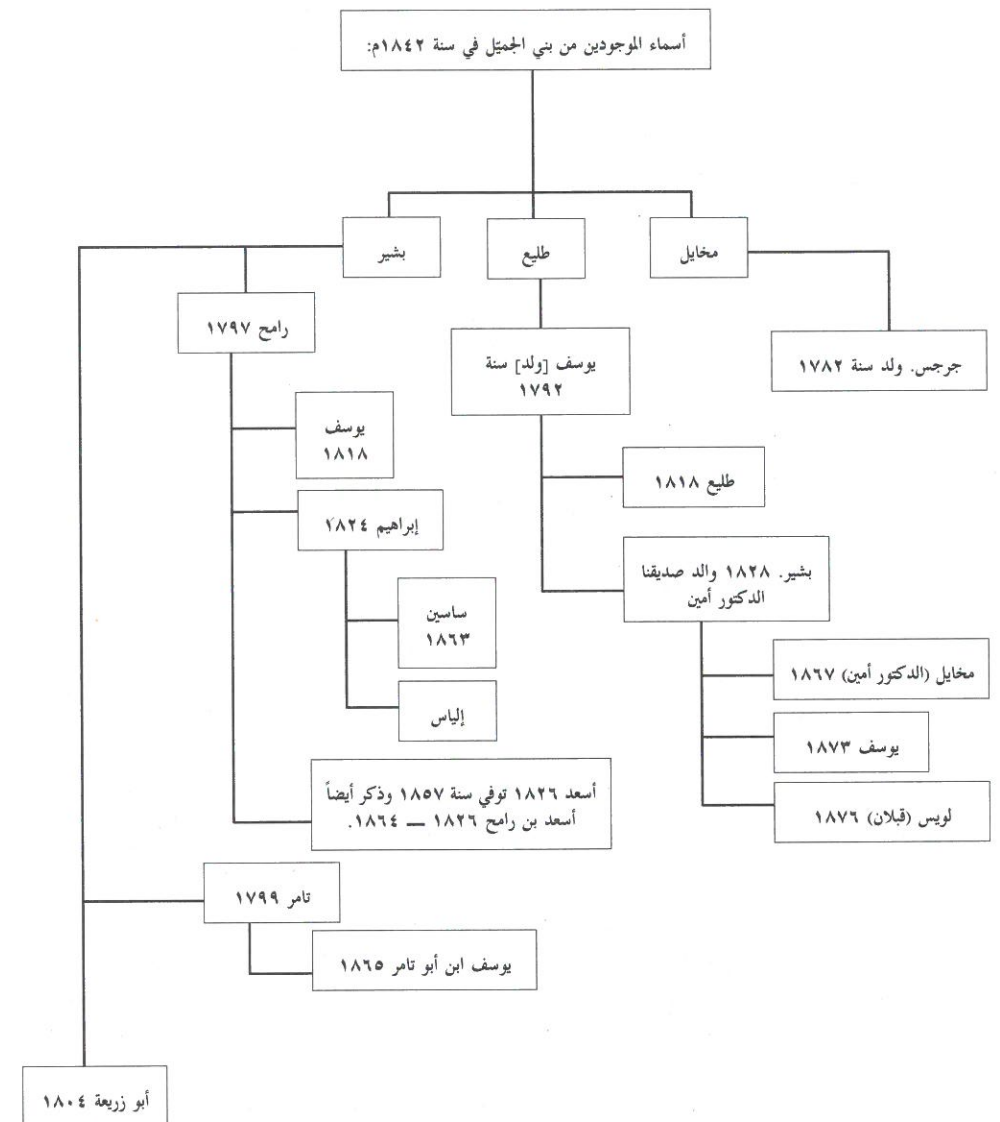 أسماء الموجودين من بني الجميّل في سنة ١٨٤٢م:
مخايل
طليع
بشير
جرجس. ولد سنة ١٧٨٢
يوسف [ولد] سنة
١٧٩٢
طليع ١٨١٨
بشير. ١٨٢٨ والد صديقنا
الدكتور أمين
مخايل (الدكتور أمين) ١٨٦٧
يوسف ١٨٧٣
لويس (قبلان) ١٨٧٦
رامح ١٧٩٧
يوسف
١٨١٨
إبراهيم ١٨٢٤
ساسين
١٨٦٣
إلياس
أسعد ١٨٢٦ توفي سنة ١٨٥٧ وذكر أيضاً
أسعد بن رامح ١٨٢٦ — ١٨٦٤.
تامر ١٧٩٩
يوسف ابن أبو تامر ١٨٦٥
أبو زريعة ١٨٠٤